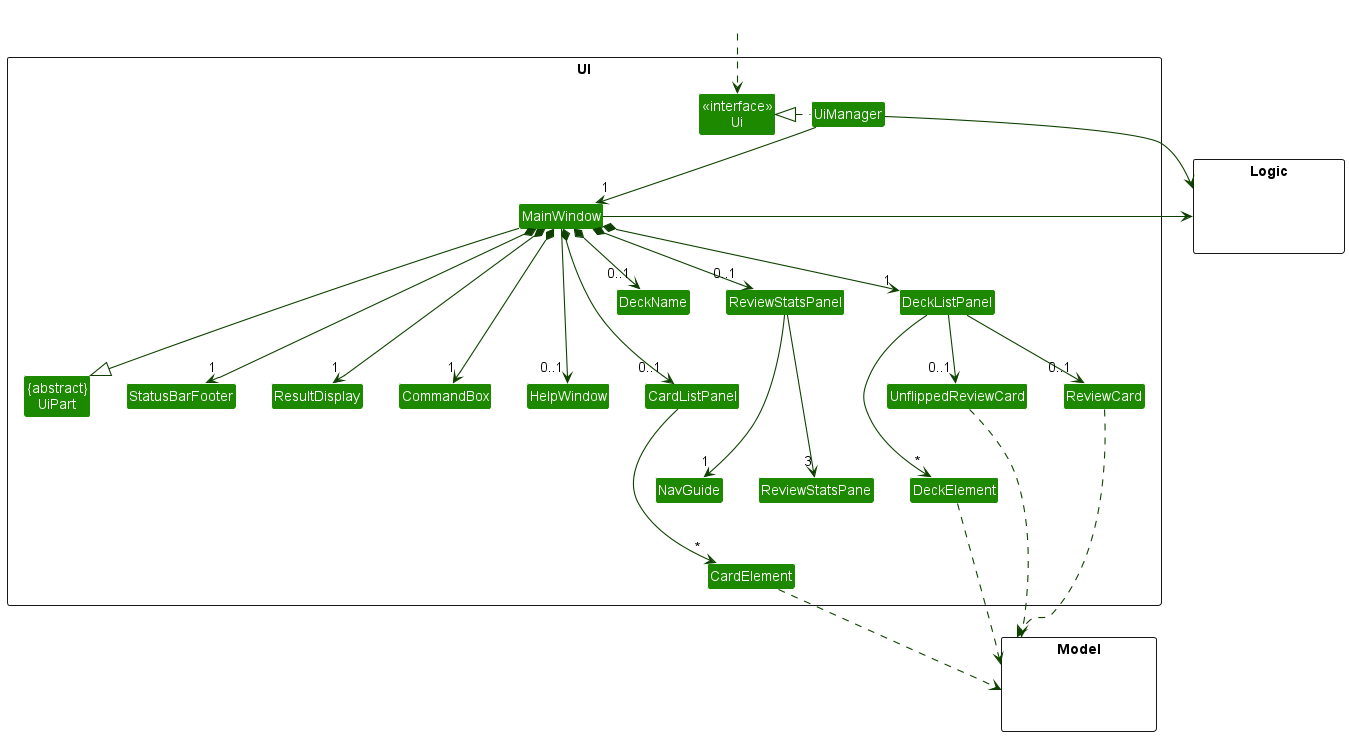 UI
«interface»
Ui
UiManager
Logic
1
MainWindow
0..1
0..1
1
DeckName
ReviewStatsPanel
DeckListPanel
1
1
1
0..1
0..1
0..1
0..1
{abstract}
UiPart
StatusBarFooter
ResultDisplay
CommandBox
HelpWindow
CardListPanel
UnflippedReviewCard
ReviewCard
1
3
*
NavGuide
ReviewStatsPane
DeckElement
*
CardElement
Model